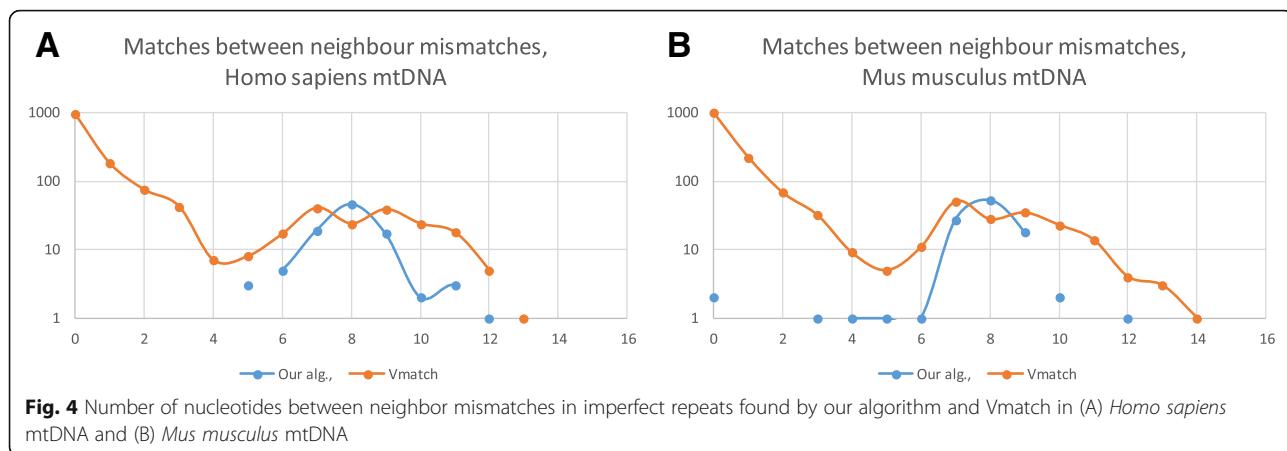 A
Matches between neighbour mismatches,
Homo sapiens mtDNA
1000
100
10
1
0 2 4 6 8 10 12 14 16
Our alg., Vmatch
B
Matches between neighbour mismatches,
Mus musculus mtDNA
1000
100
10
1
0 2 4 6 8 10 12 14 16
Our alg., Vmatch
Fig. 4 Number of nucleotides between neighbor mismatches in imperfect repeats found by our algorithm and Vmatch in (A) Homo sapiens
mtDNA and (B) Mus musculus mtDNA